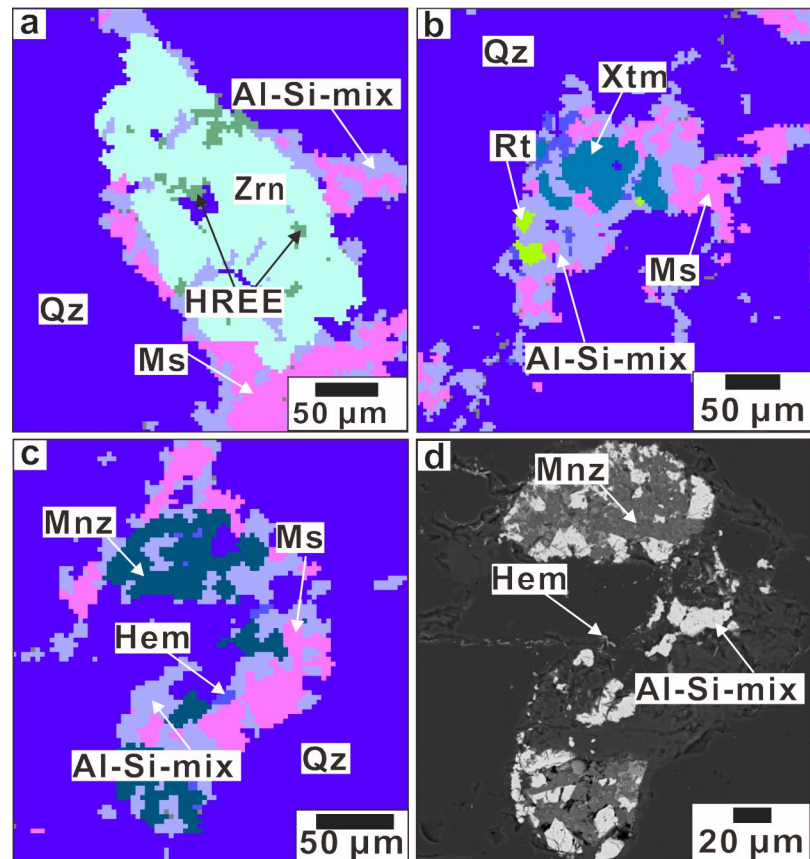 a
Al-Si-mix
Zrn
HREE
Qz
Ms
50 µm
b
Qz
Xtm
Rt
Ms
Al-Si-mix
50 µm
c
Mnz
Ms
Hem
Al-Si-mix
Qz
50 µm
d
Mnz
Hem
Al-Si-mix
20 µm